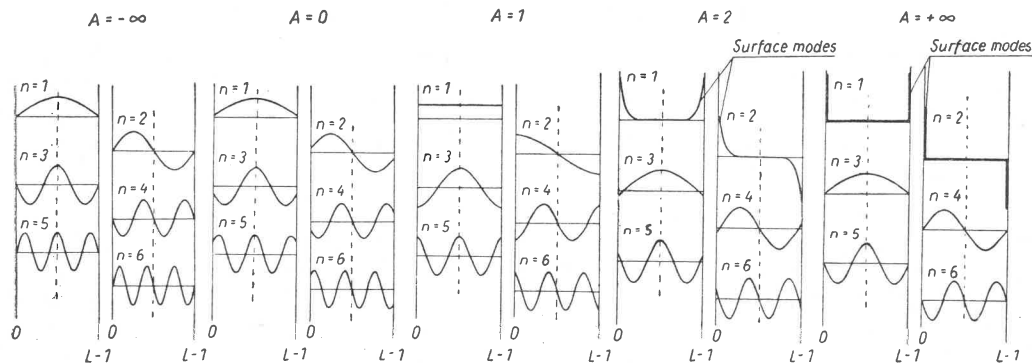 A = - ∞ A = 0 A = 1 A = 2 A = + ∞
Surface modes Surface modes
n = 1 n = 1 n = 1 n = 1 n = 1
n = 2 n = 2 n = 2 n = 2 n = 2
n = 3 n = 3 n = 3 n = 3 n = 3
n = 4 n = 4 n = 4 n = 4 n = 4
n = 5 n = 5 n = 5 n = 5 n = 5
n = 6 n = 6 n = 6 n = 6 n = 6
0 0 0 0 0 0 0 0 0 0
L - 1 L - 1 L - 1 L - 1 L - 1 L - 1 L - 1 L - 1 L - 1 L - 1